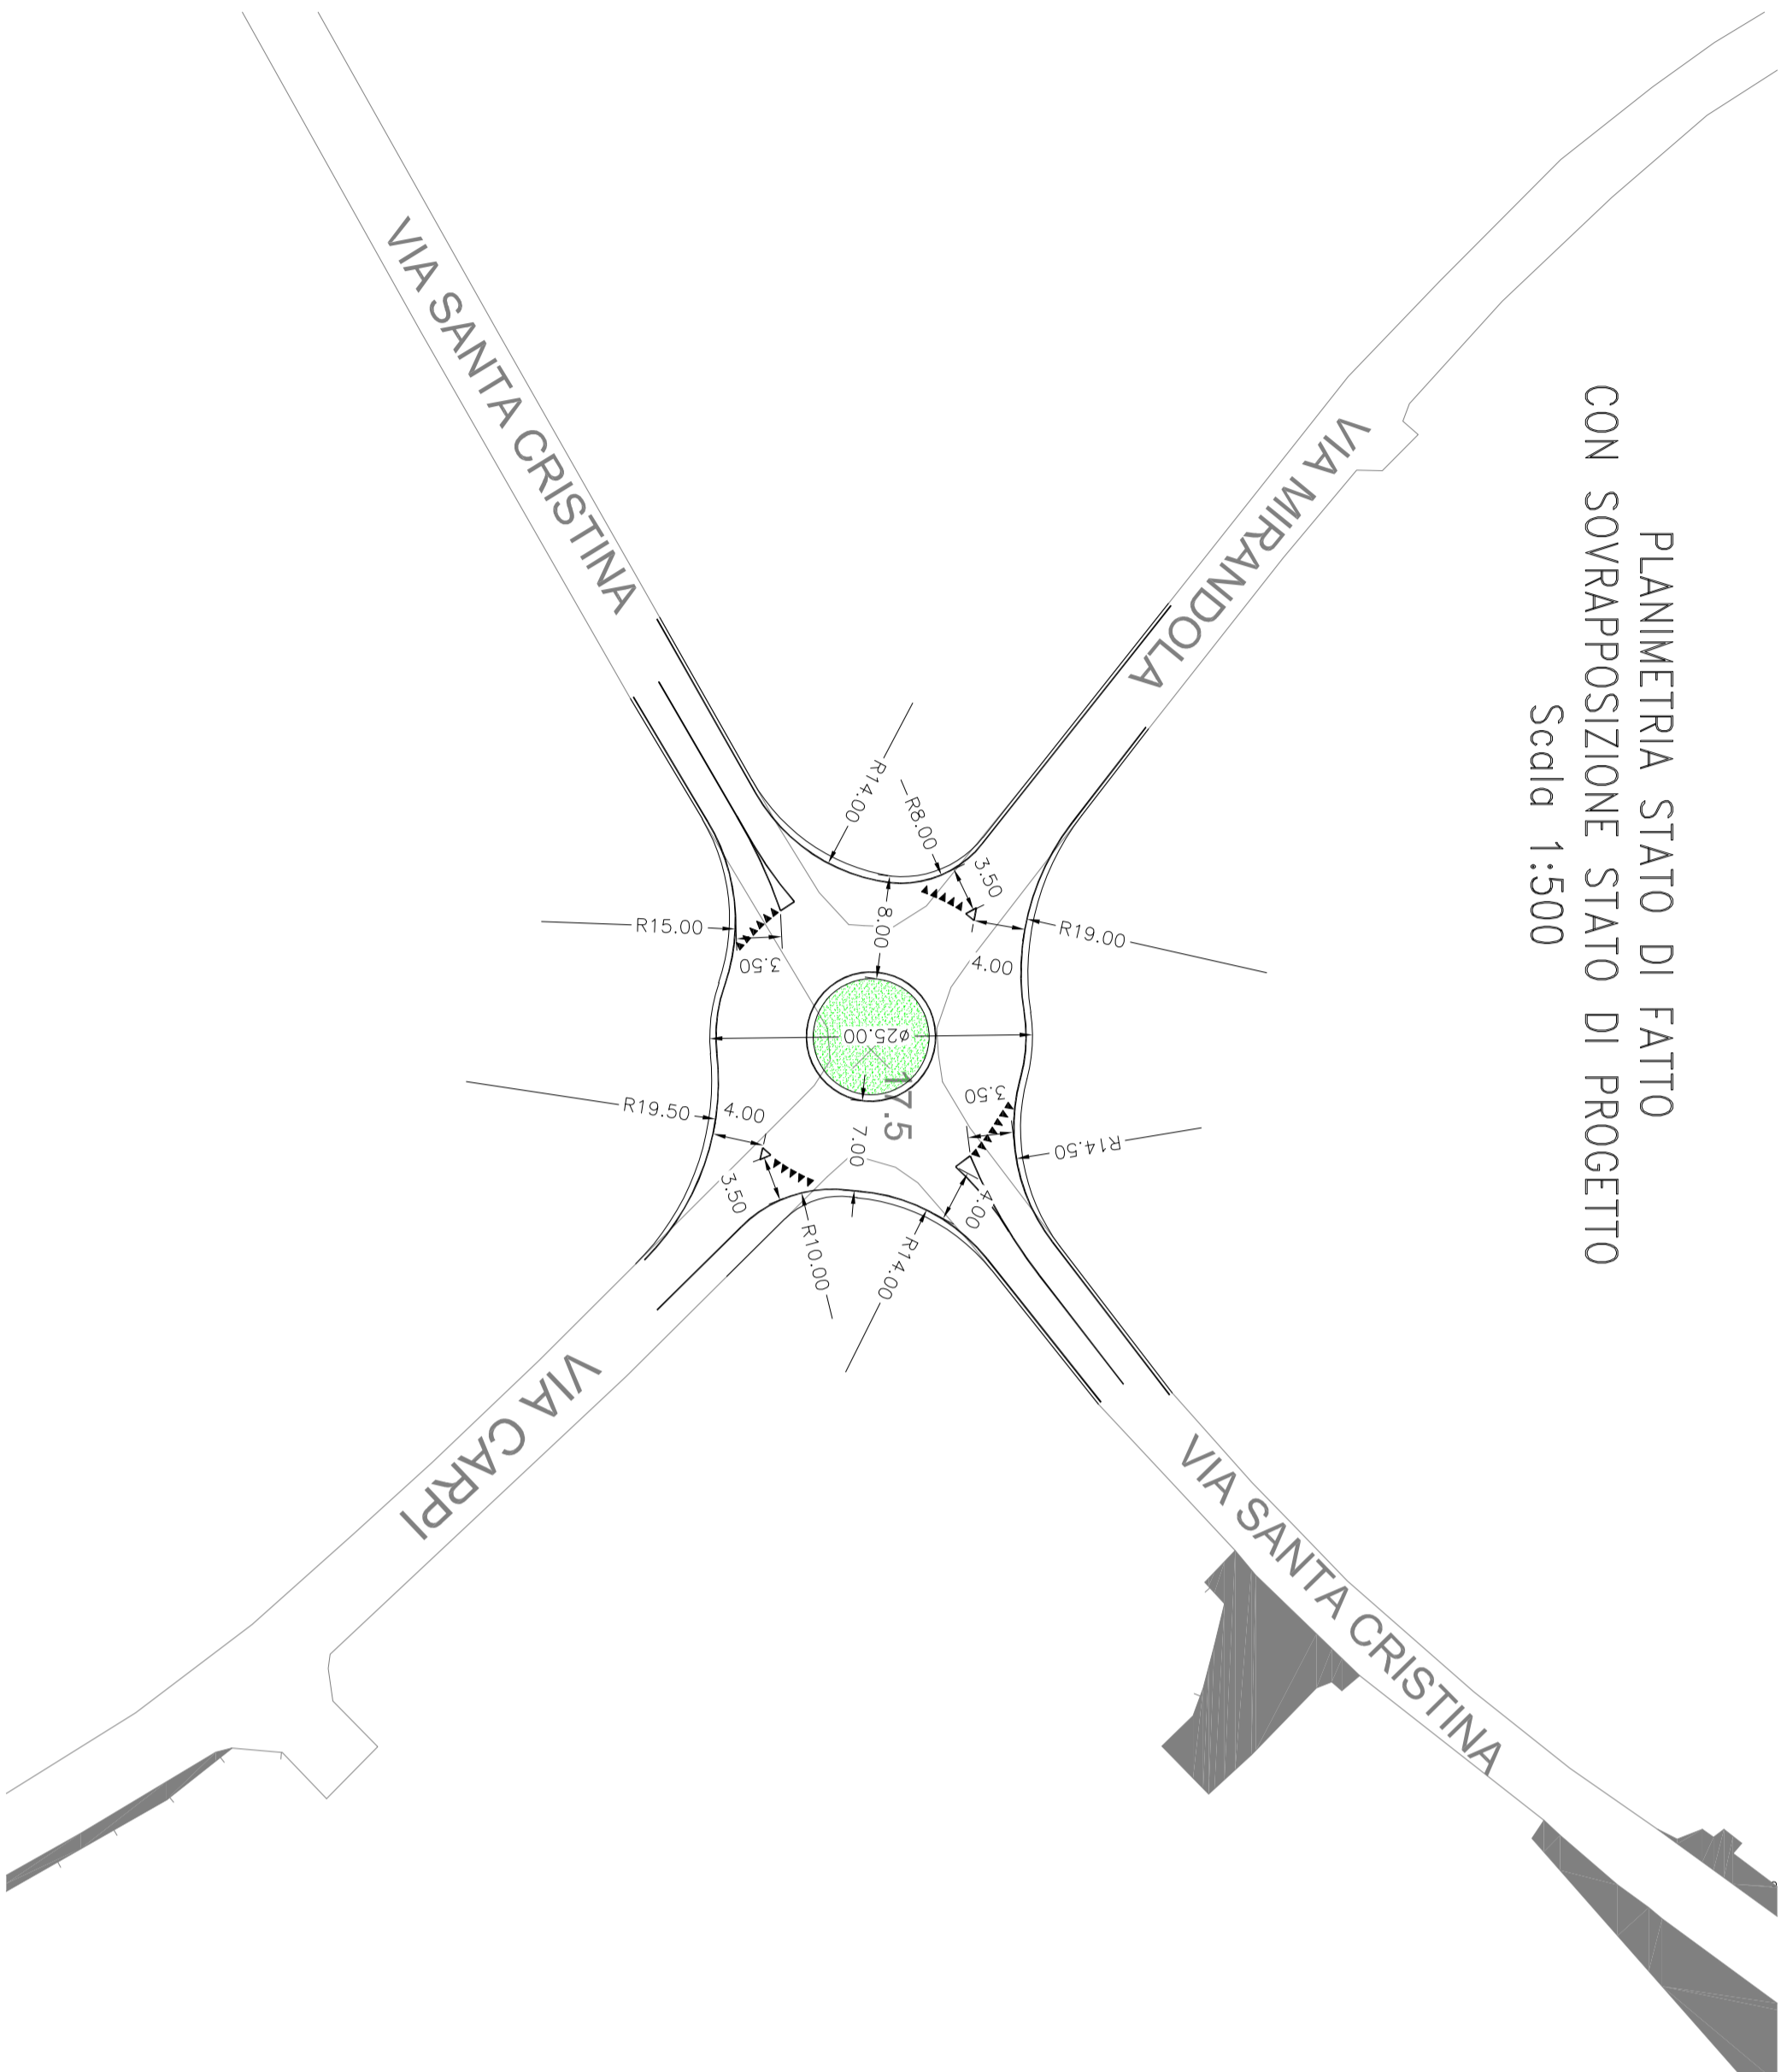 PLANIMETRIA STATO DI FATTO
CON SOVRAPPOSIZIONE STATO DI PROGETTO
Scala 1:500
VIA SANTA CRISTINA
VIA MIRANDOLA
R14.00
R8.00
3.50
8.00
R15.00
3.50
R19.00
4.00
ø25.00
17.5
R19.50
4.00
3.50
7.00
3.50
R14.50
4.00
R10.00
R14.00
VIA CARPI
VIA SANTA CRISTINA